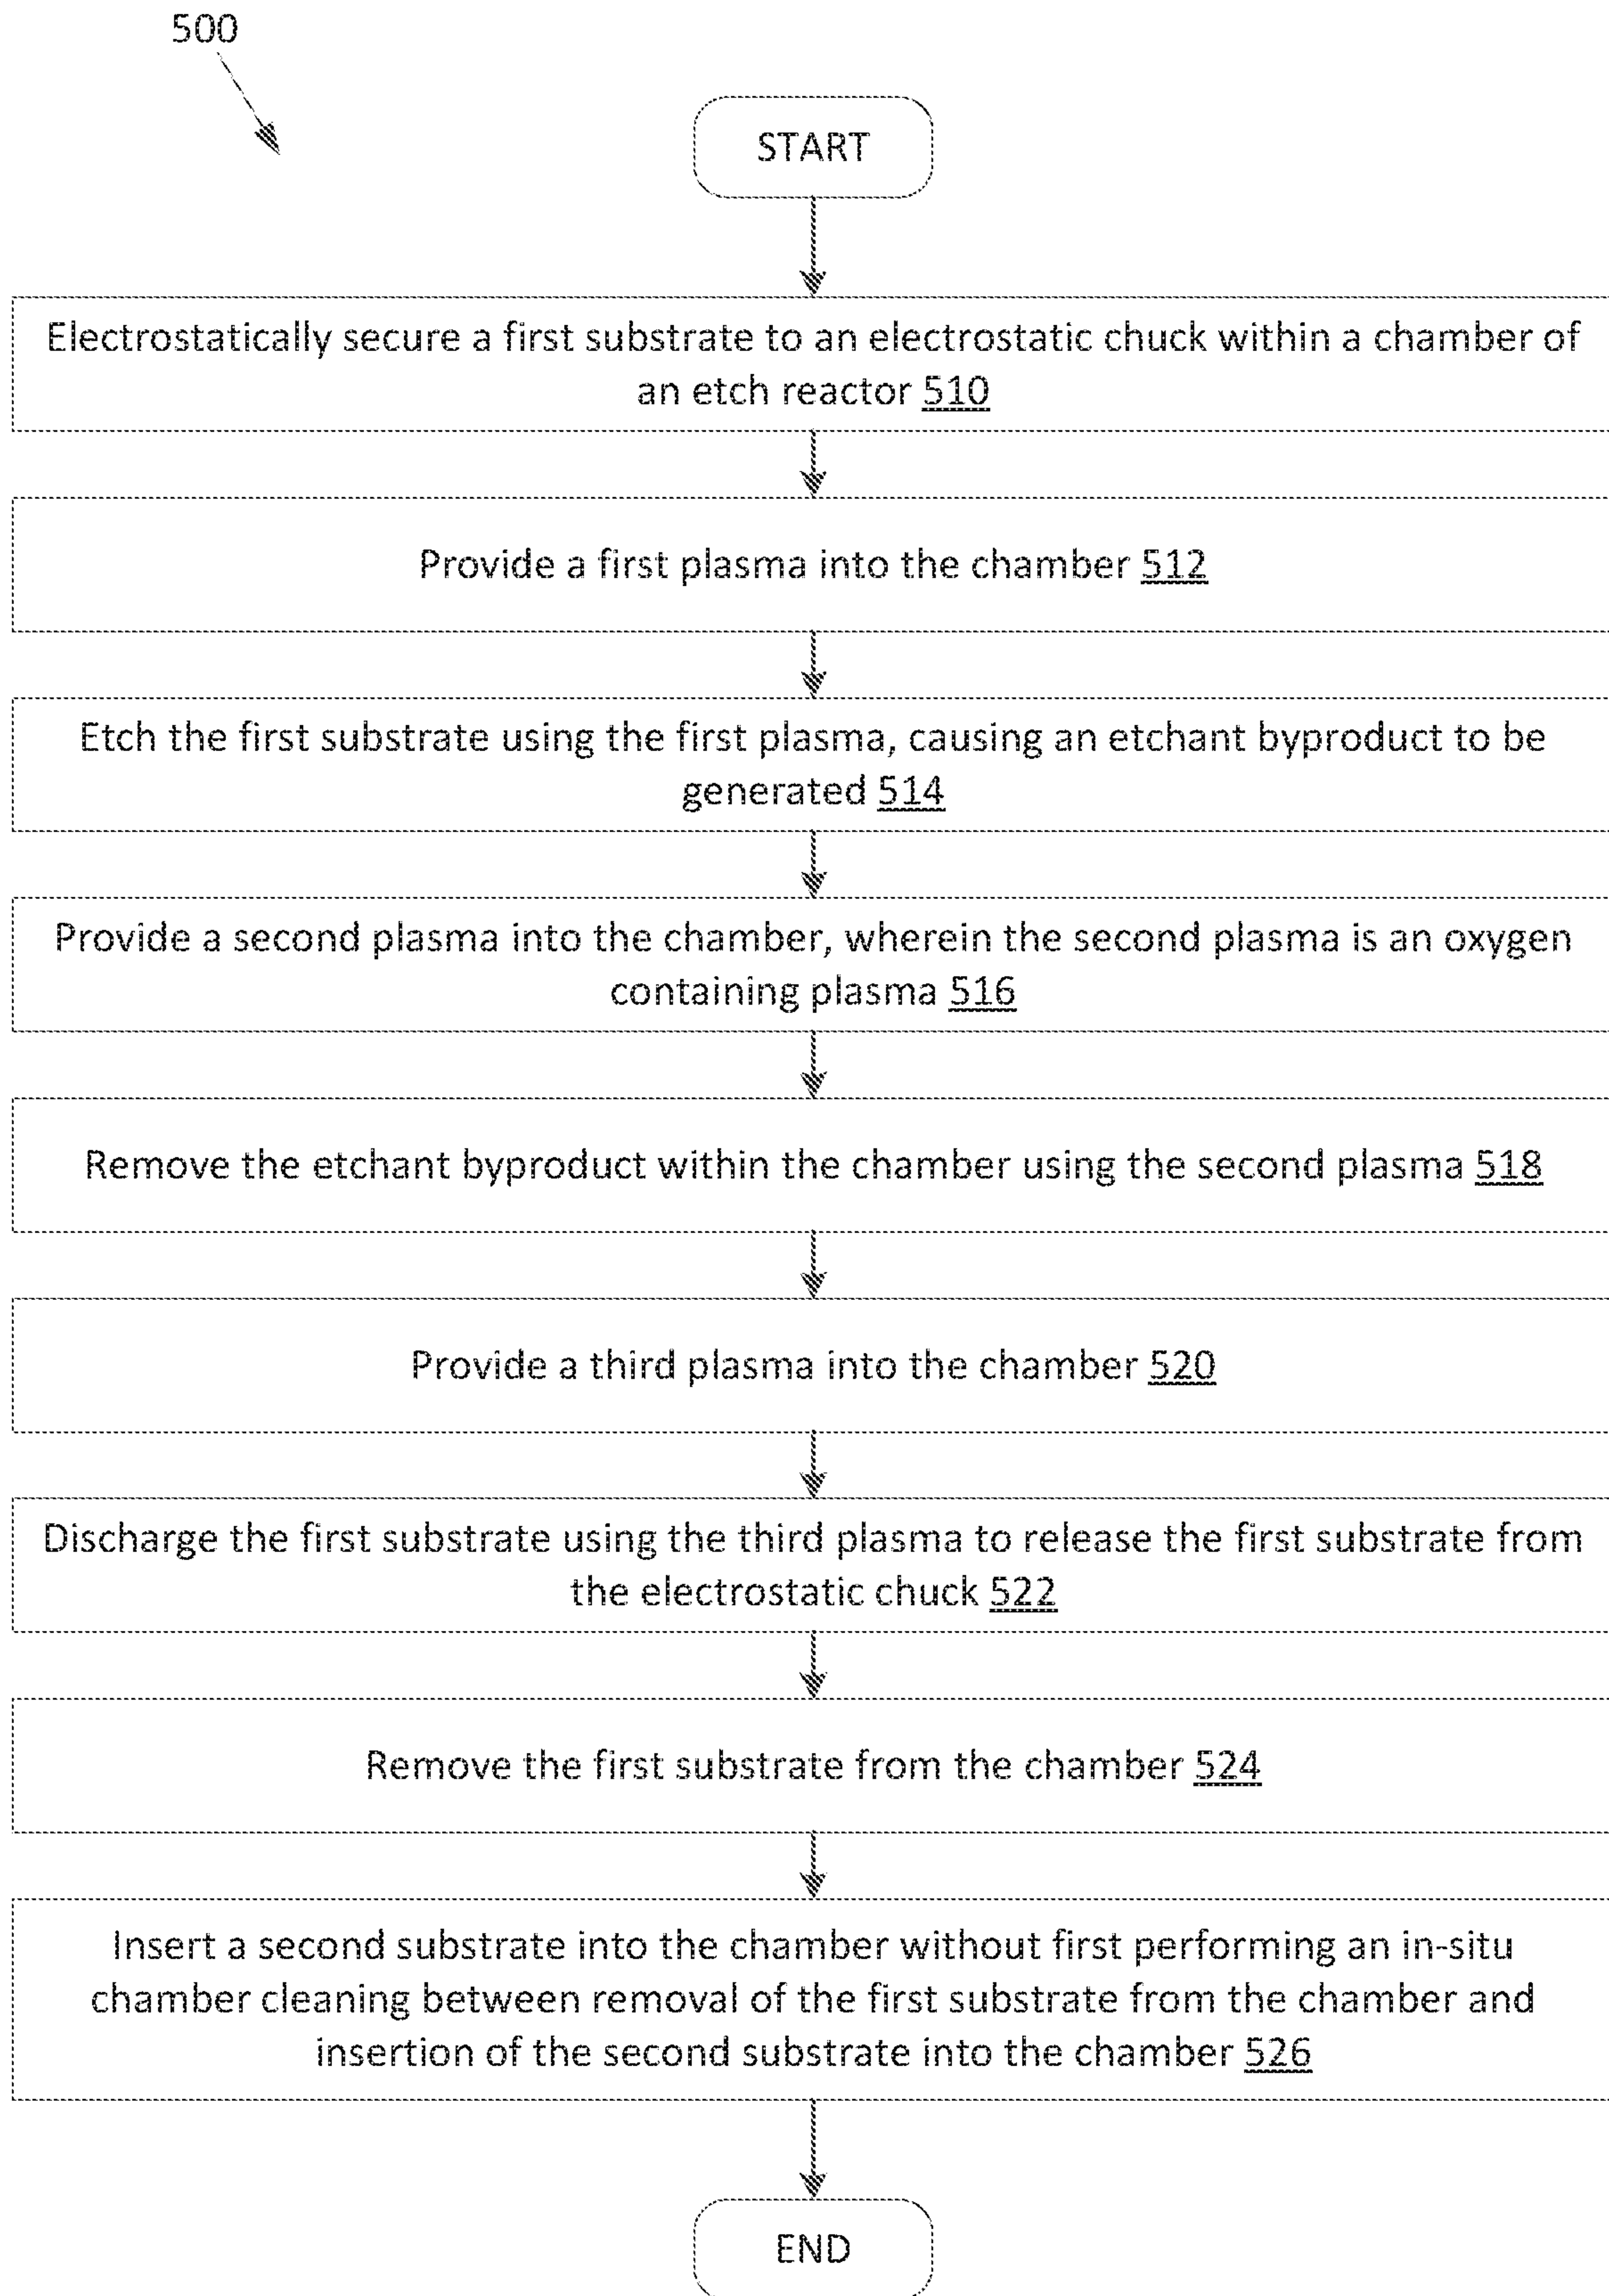 500
START
Electrostatically secure a first substrate to an electrostatic chuck within a chamber of
an etch reactor 510
Provide a first plasma into the chamber 512
Etch the first substrate using the first plasma, causing an etchant byproduct to be
generated 514
Provide a second plasma into the chamber, wherein the second plasma is an oxygen
containing plasma 516
Remove the etchant byproduct within the chamber using the second plasma 518
Provide a third plasma into the chamber 520
Discharge the first substrate using the third plasma to release the first substrate from
the electrostatic chuck 522
Remove the first substrate from the chamber 524
Insert a second substrate into the chamber without first performing an in-situ
chamber cleaning between removal of the first substrate from the chamber and
insertion of the second substrate into the chamber 526
END